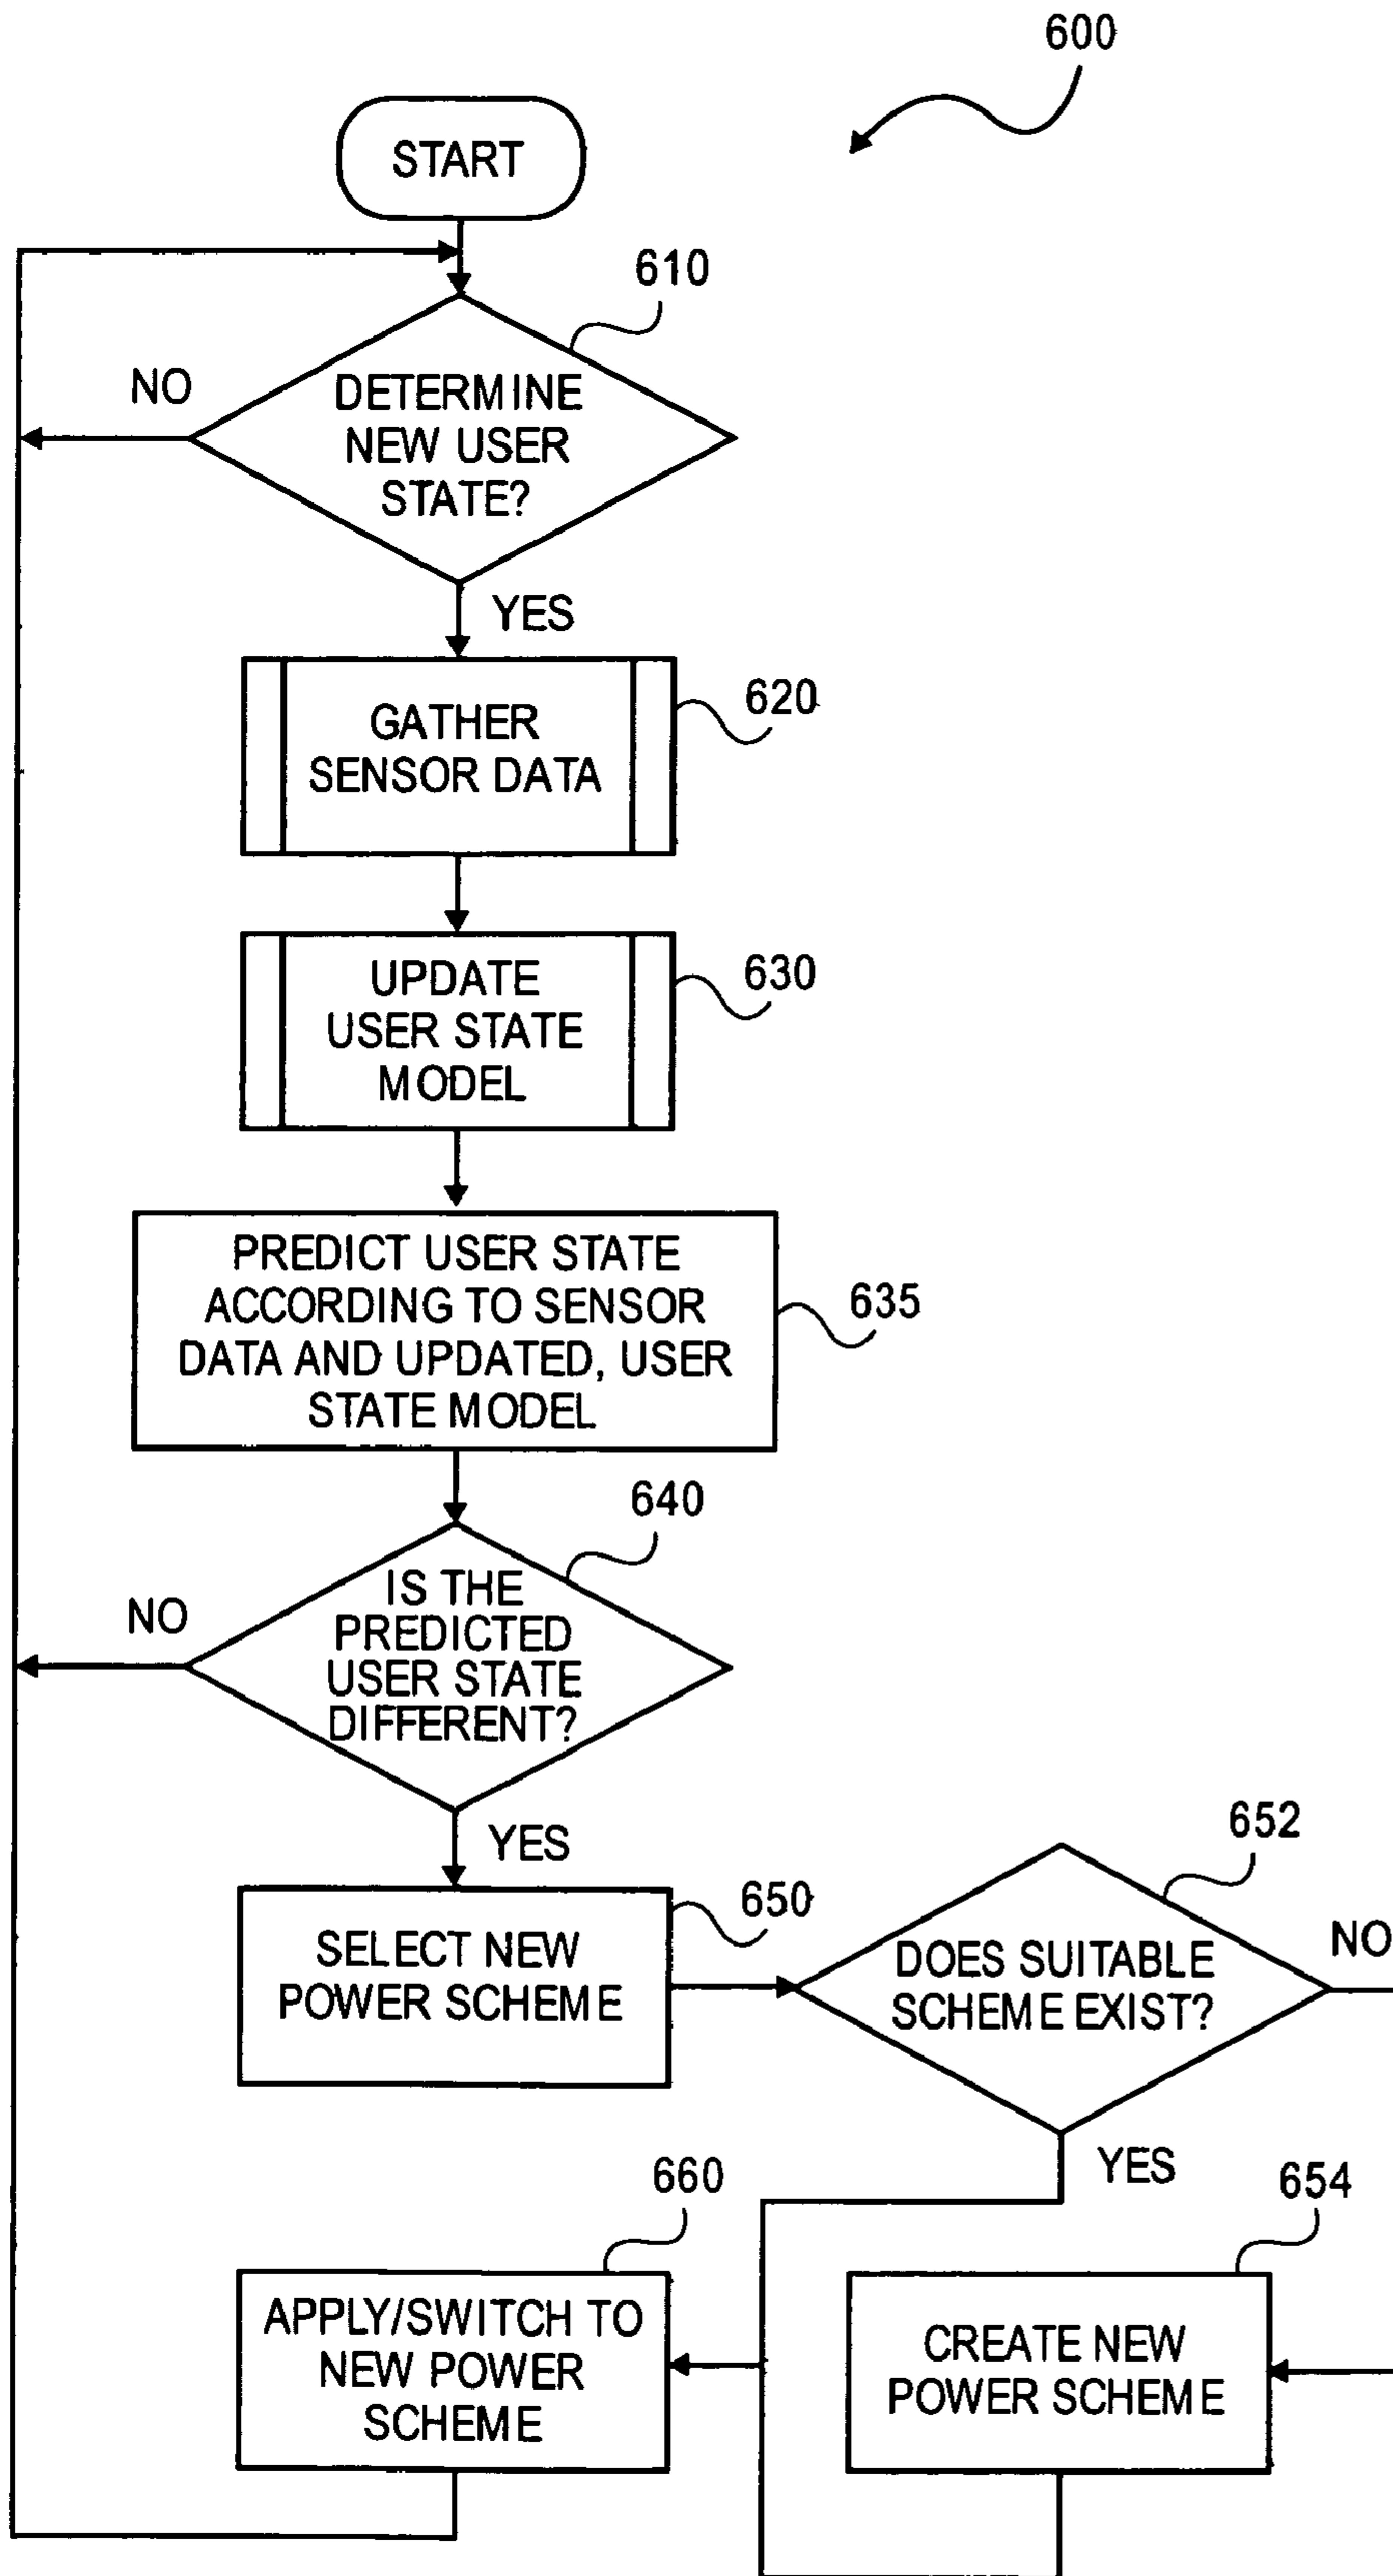 600
START
610
NO
DETERMINE
NEW USER
STATE?
YES
620
GATHER
SENSOR DATA
630
UPDATE
USER STATE
MODEL
635
PREDICT USER STATE
ACCORDING TO SENSOR
DATA AND UPDATED, USER
STATE MODEL
640
NO
IS THE
PREDICTED
USER STATE
DIFFERENT?
YES
650
SELECT NEW
POWER SCHEME
652
NO
DOES SUITABLE
SCHEME EXIST?
YES
660
APPLY/SWITCH TO
NEW POWER
SCHEME
654
CREATE NEW
POWER SCHEME